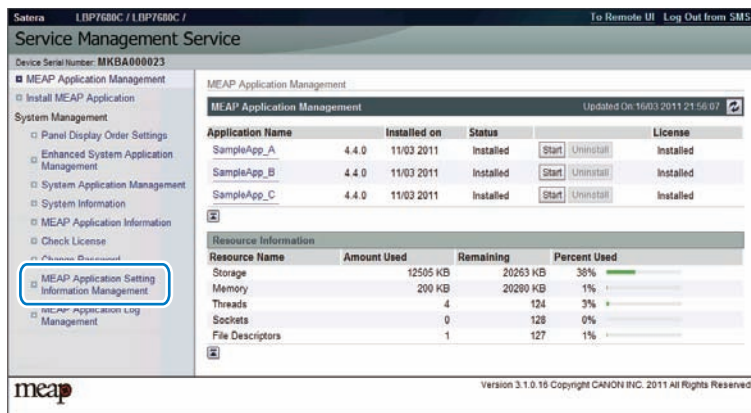 Satera LBP7680C / LBP7680C / To Remote UI Log Out from SMS
Service Management Service
Device Serial Number: MKBA000023
MEAP Application Management
Install MEAP Application
System Management
Panel Display Order Settings
Enhanced System Application
Management
System Application Management
System Information
MEAP Application Information
Check License
Change Password
MEAP Application Setting
Information Management
MEAP Application Log
Management
MEAP Application Management
MEAP Application Management Updated On:16/03 2011 21:56:07
Application Name Installed on Status License
SampleApp_A 4.4.0 11/03 2011 Installed Start Uninstall Installed
SampleApp_B 4.4.0 11/03 2011 Installed Start Uninstall Installed
SampleApp_C 4.4.0 11/03 2011 Installed Start Uninstall Installed
Resource Information
Resource Name Amount Used Remaining Percent Used
Storage 12505 KB 20263 KB 38%
Memory 200 KB 20280 KB 1%
Threads 4 124 3%
Sockets 0 128 0%
File Descriptors 1 127 1%
meap Version 3.1.0.16 Copyright CANON INC. 2011 All Rights Reserved